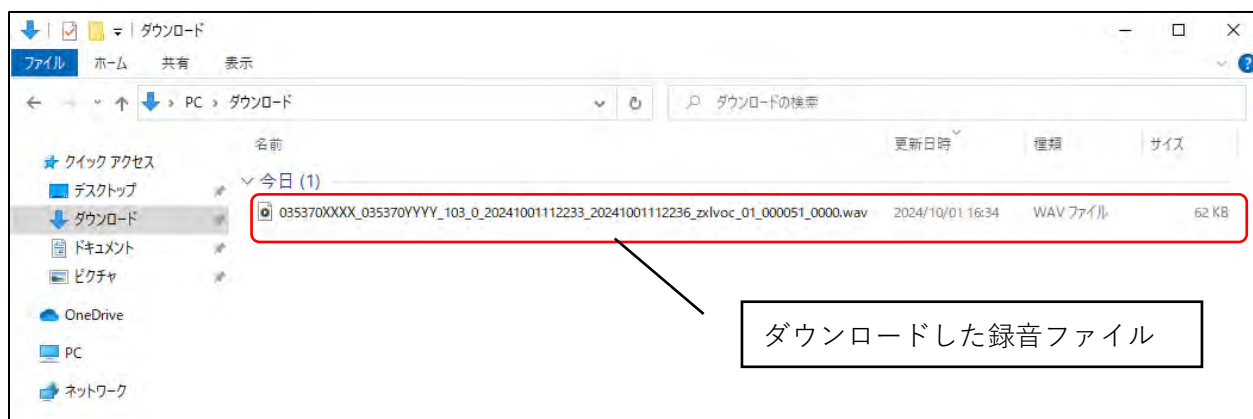 ダウンロード
ファイル ホーム 共有 表示
PC › ダウンロード ダウンロードの検索
名前 更新日時 種類 サイズ
クイック アクセス
今日 (1)
デスクトップ
035370XXXX_035370YYYY_103_0_20241001112233_20241001112236_zxlvoc_01_000051_0000.wav 2024/10/01 16:34 WAV ファイル 62 KB
ダウンロード
ドキュメント
ピクチャ
OneDrive
ダウンロードした録音ファイル
PC
ネットワーク